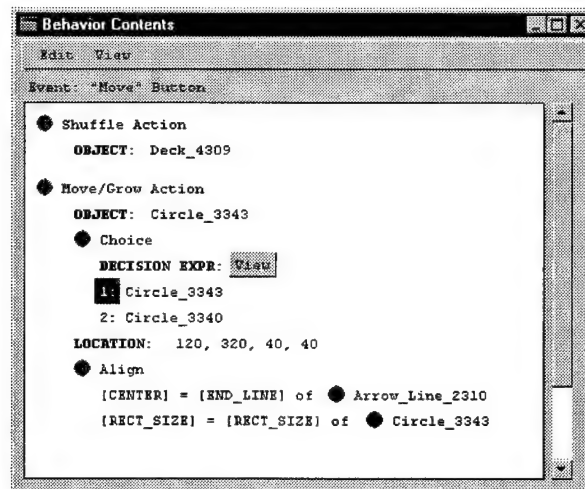 Behavior Contents
Edit View
Event: "Move" Button
Shuffle Action
OBJECT: Deck_4309
Move/Grow Action
OBJECT: Circle_3343
Choice
DECISION EXPR: View
1: Circle_3343
2: Circle_3340
LOCATION: 120, 320, 40, 40
Align
[CENTER] = [END_LINE] of Arrow_Line_2310
[RECT_SIZE] = [RECT_SIZE] of Circle_3343